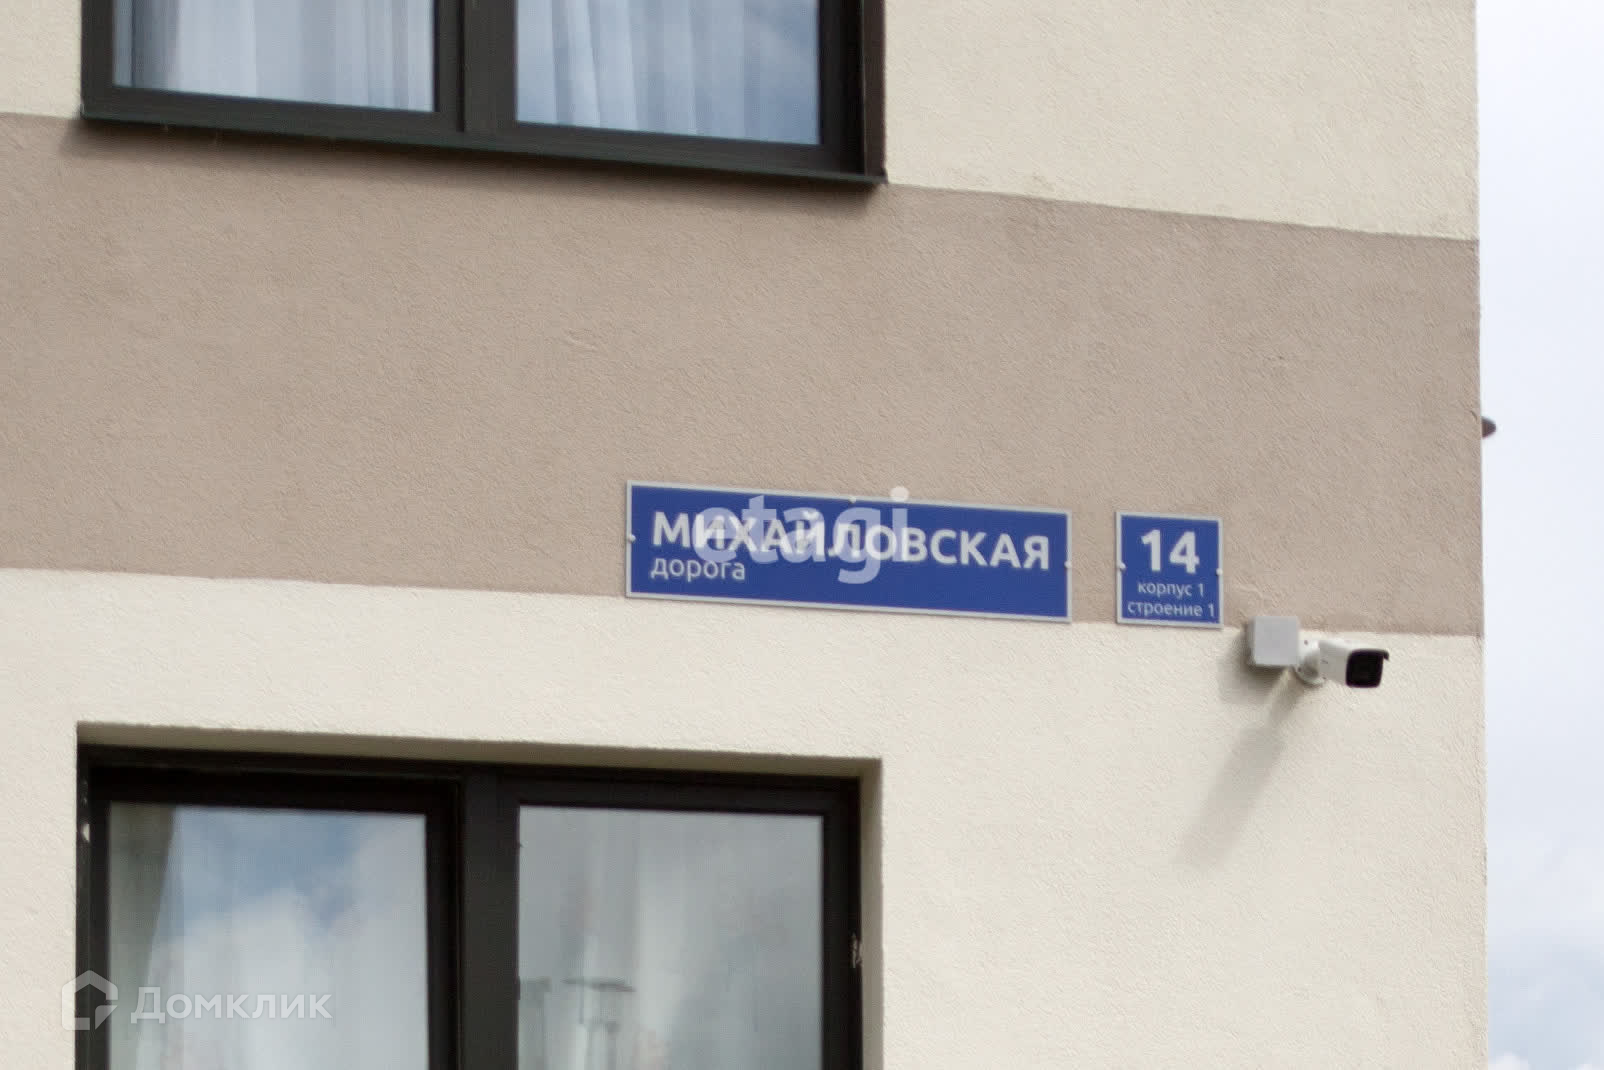 МИХАЙЛОВСКАЯ
дорога
etagi
14
корпус 1
строение 1
Домклик